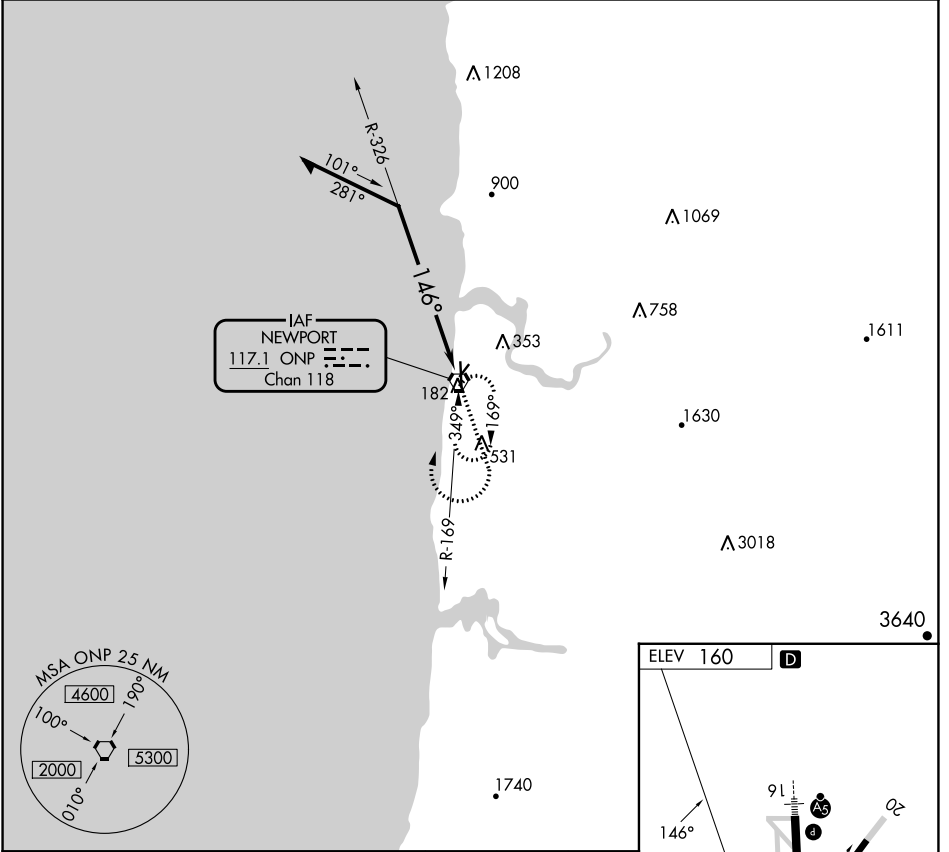 1208
R-326
101°
281°
900
1069
146°
758
IAF
NEWPORT
117.1 ONP
Chan 118
353
1611
182
349°
169°
1630
531
R-169
3018
3640
MSA ONP 25 NM
4600
190°
100°
5300
2000
010°
ELEV 160 D
1740
16
20
A5
P
146°